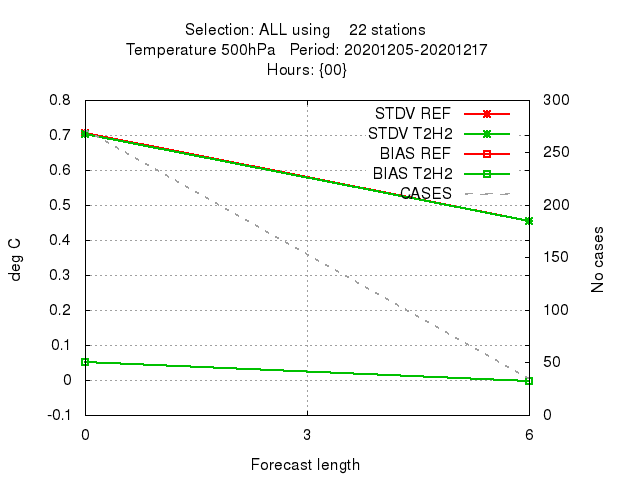 Selection: ALL using    22 stations
Temperature 500hPa   Period: 20201205-20201217
Hours: {00}
0.8
0.7
0.6
0.5
0.4
0.3
0.2
0.1
0
-0.1
deg C
STDV REF
STDV T2H2
BIAS REF
BIAS T2H2
CASES
300
250
200
150
100
50
0
No cases
0 3 6
Forecast length